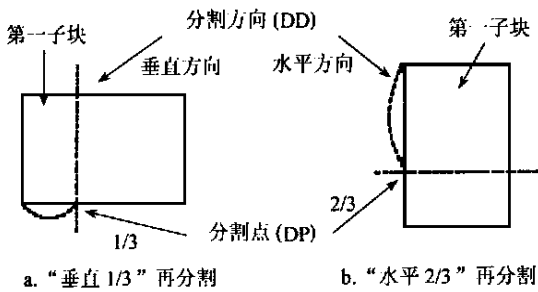 分割方向(DD)
第一子块
第一子块
垂直方向
水平方向
2/3
1/3
分割点(DP)
a. “垂直1/3”再分割
b. “水平2/3”再分割